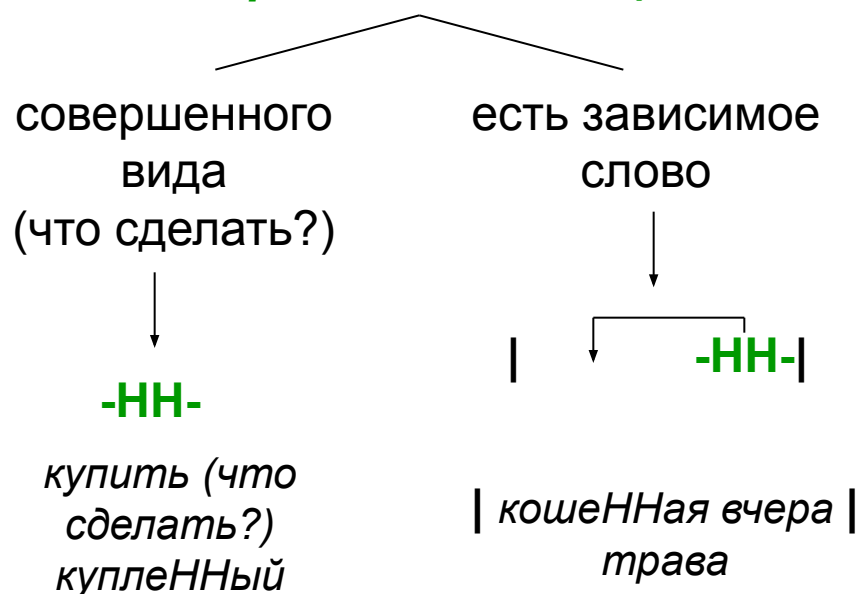 совершенного
вида
(что сделать?)
-НН-
купить (что
сделать?)
куплеННый
есть зависимое
слово
| -НН-|
| кошеННая вчера |
трава